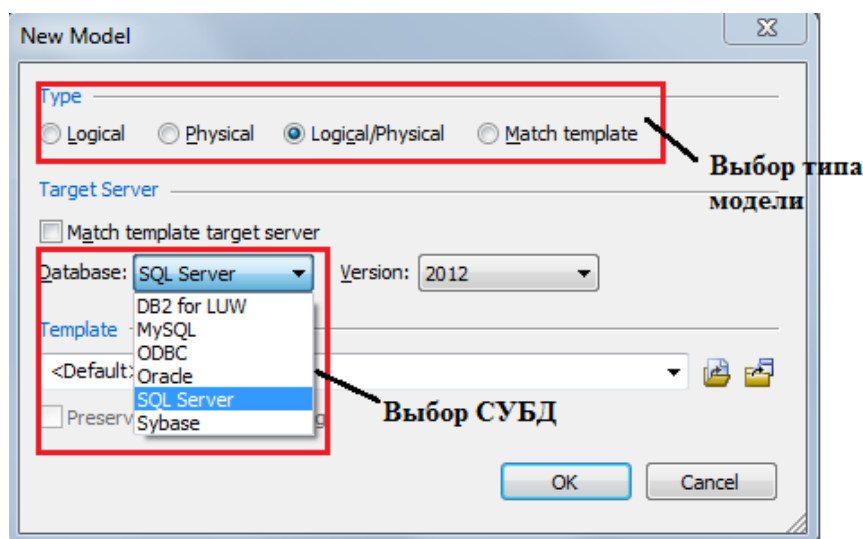 New Model
Type
Logical Physical Logical/Physical Match template
Выбор типа
модели
Target Server
Match template target server
Database: SQL Server Version: 2012
DB2 for LUW
MySQL
ODBC
Oracle
SQL Server
Sybase
Template
<Default>
Preserv
Выбор СУБД
OK Cancel